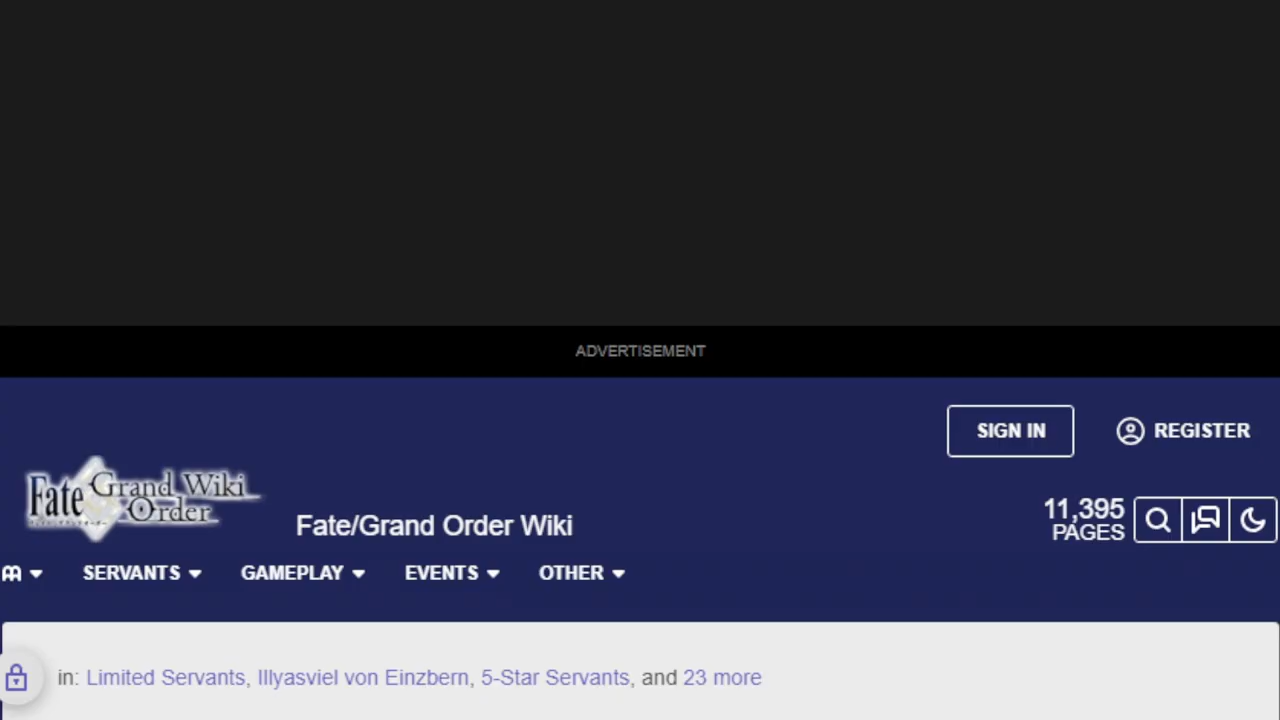 ADVERTISEMENT
SIGN IN
REGISTER
Fate Grand Wiki
Order
Fate/Grand Order Wiki
11,395
PAGES
SERVANTS
GAMEPLAY
EVENTS
OTHER
in: Limited Servants, Illyasviel von Einzbern, 5-Star Servants, and 23 more